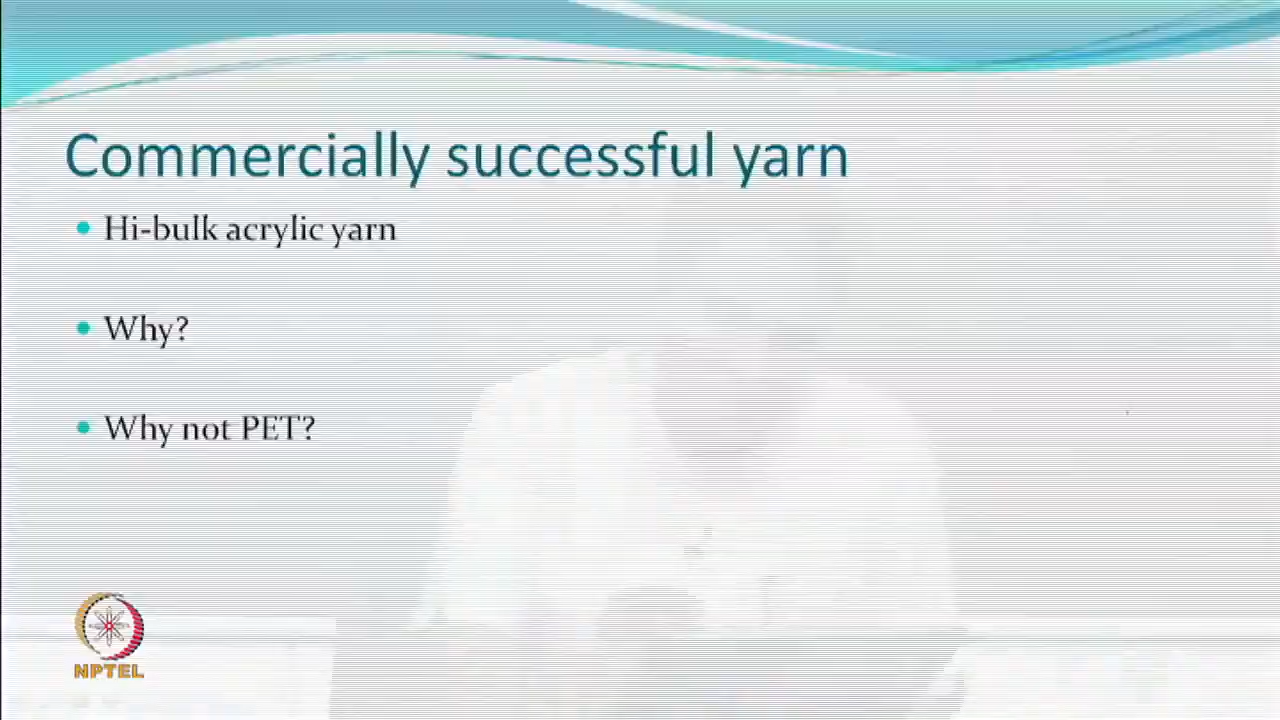 Commercially successful yarn
Hi-bulk acrylic yarn
Why?
Why not PET?
NPTEL